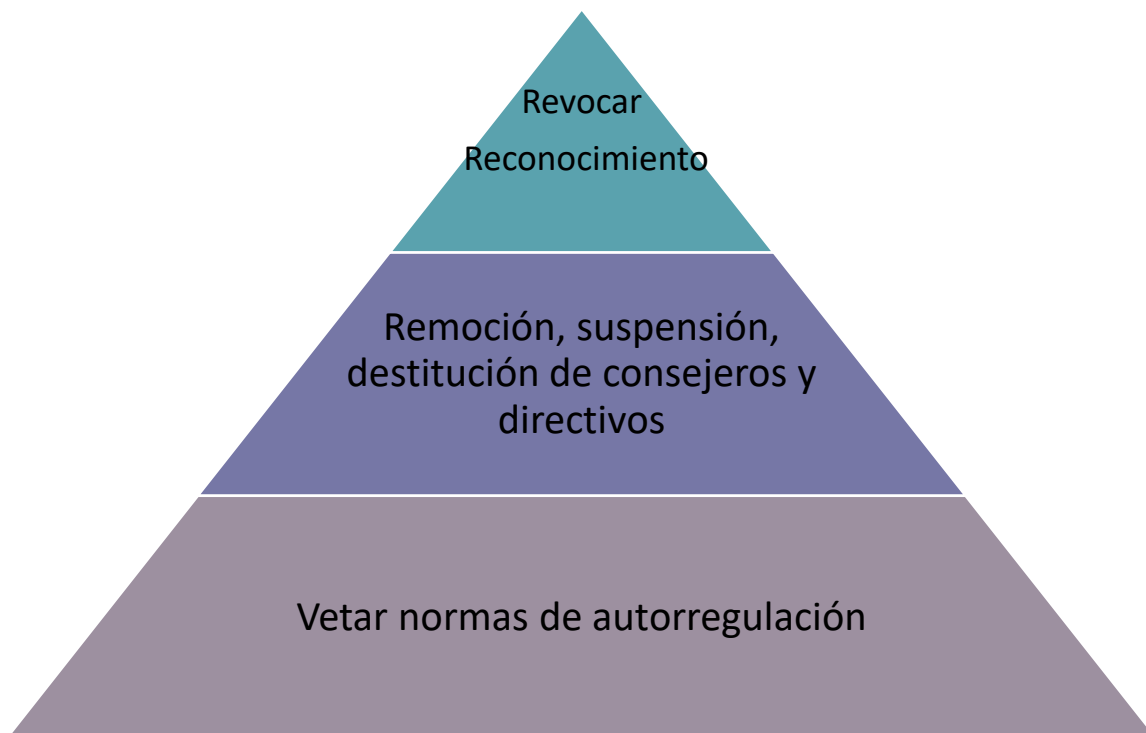 Revocar
Reconocimiento
Remoción, suspensión,
destitución de consejeros y
directivos
Vetar normas de autorregulación